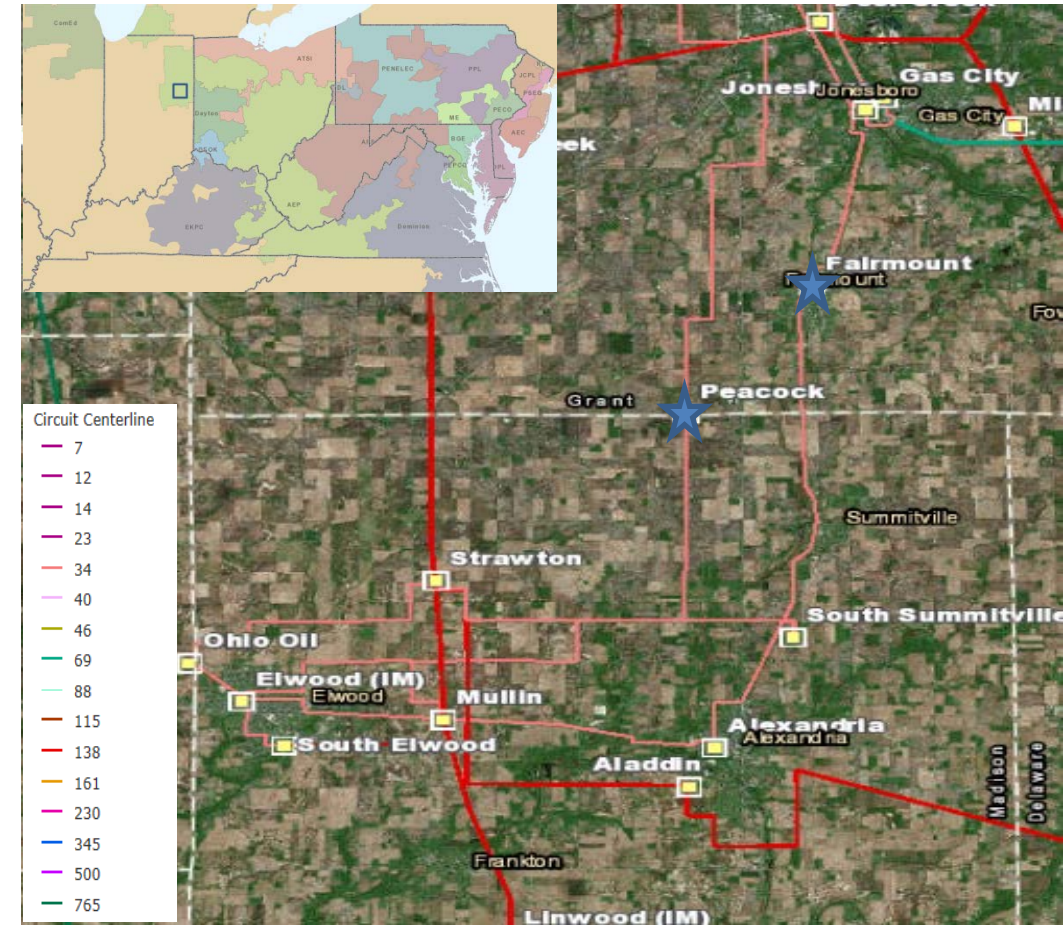 ComEd
ATSI
PENELEC
PPL
JCPL
PSEG
DL
Dayton
ME
PECO
AEC
BGE
PEPCO
DPL
DEOK
AEP
EKPC
Dominion
Gas City
Jonesboro
Gas City
eek
Fairmount
Fov
Peacock
Grant
Summitville
Strawton
South Summitville
Ohio Oil
Elwood (IM)
Elwood
Mullin
Alexandria
Alexandria
South Elwood
Aladdin
Madison
Delaware
Frankton
Linwood (IM)
Circuit Centerline
7
12
14
23
34
40
46
69
88
115
138
161
230
345
500
765